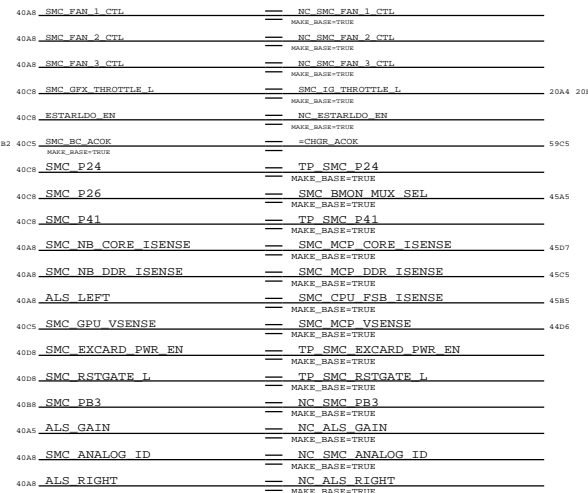 40A8 SMC_FAN_1_CTL NC_SMC_FAN_1_CTL
MAKE_BASE=TRUE
40A8 SMC_FAN_2_CTL NC_SMC_FAN_2_CTL
MAKE_BASE=TRUE
40A8 SMC_FAN_3_CTL NC_SMC_FAN_3_CTL
MAKE_BASE=TRUE
40C8 SMC_GFX_THROTTLE_L SMC_IG_THROTTLE_L 20A4
MAKE_BASE=TRUE
40C8 ESTARLDO_EN NC_ESTARLDO_EN
MAKE_BASE=TRUE
B2 40C5 SMC_BC_ACOK =CHGR_ACOK 59C5
MAKE_BASE=TRUE
40C8 SMC_P24 TP_SMC_P24
MAKE_BASE=TRUE
40C8 SMC_P26 SMC_BMON_MUX_SEL 45A5
MAKE_BASE=TRUE
40C8 SMC_P41 TP_SMC_P41
MAKE_BASE=TRUE
40A8 SMC_NB_CORE_ISENSE SMC_MCP_CORE_ISENSE 45D7
MAKE_BASE=TRUE
40A8 SMC_NB_DDR_ISENSE SMC_MCP_DDR_ISENSE 45C5
MAKE_BASE=TRUE
40A8 ALS_LEFT SMC_CPU_FSB_ISENSE 45B5
MAKE_BASE=TRUE
40C5 SMC_GPU_VSENSE SMC_MCP_VSENSE 44D6
MAKE_BASE=TRUE
40D8 SMC_EXCARD_PWR_EN TP_SMC_EXCARD_PWR_EN
MAKE_BASE=TRUE
40D8 SMC_RSTGATE_L TP_SMC_RSTGATE_L
MAKE_BASE=TRUE
40B8 SMC_PB3 NC_SMC_PB3
MAKE_BASE=TRUE
40A5 ALS_GAIN NC_ALS_GAIN
MAKE_BASE=TRUE
40A8 SMC_ANALOG_ID NC_SMC_ANALOG_ID
MAKE_BASE=TRUE
40A8 ALS_RIGHT NC_ALS_RIGHT
MAKE_BASE=TRUE